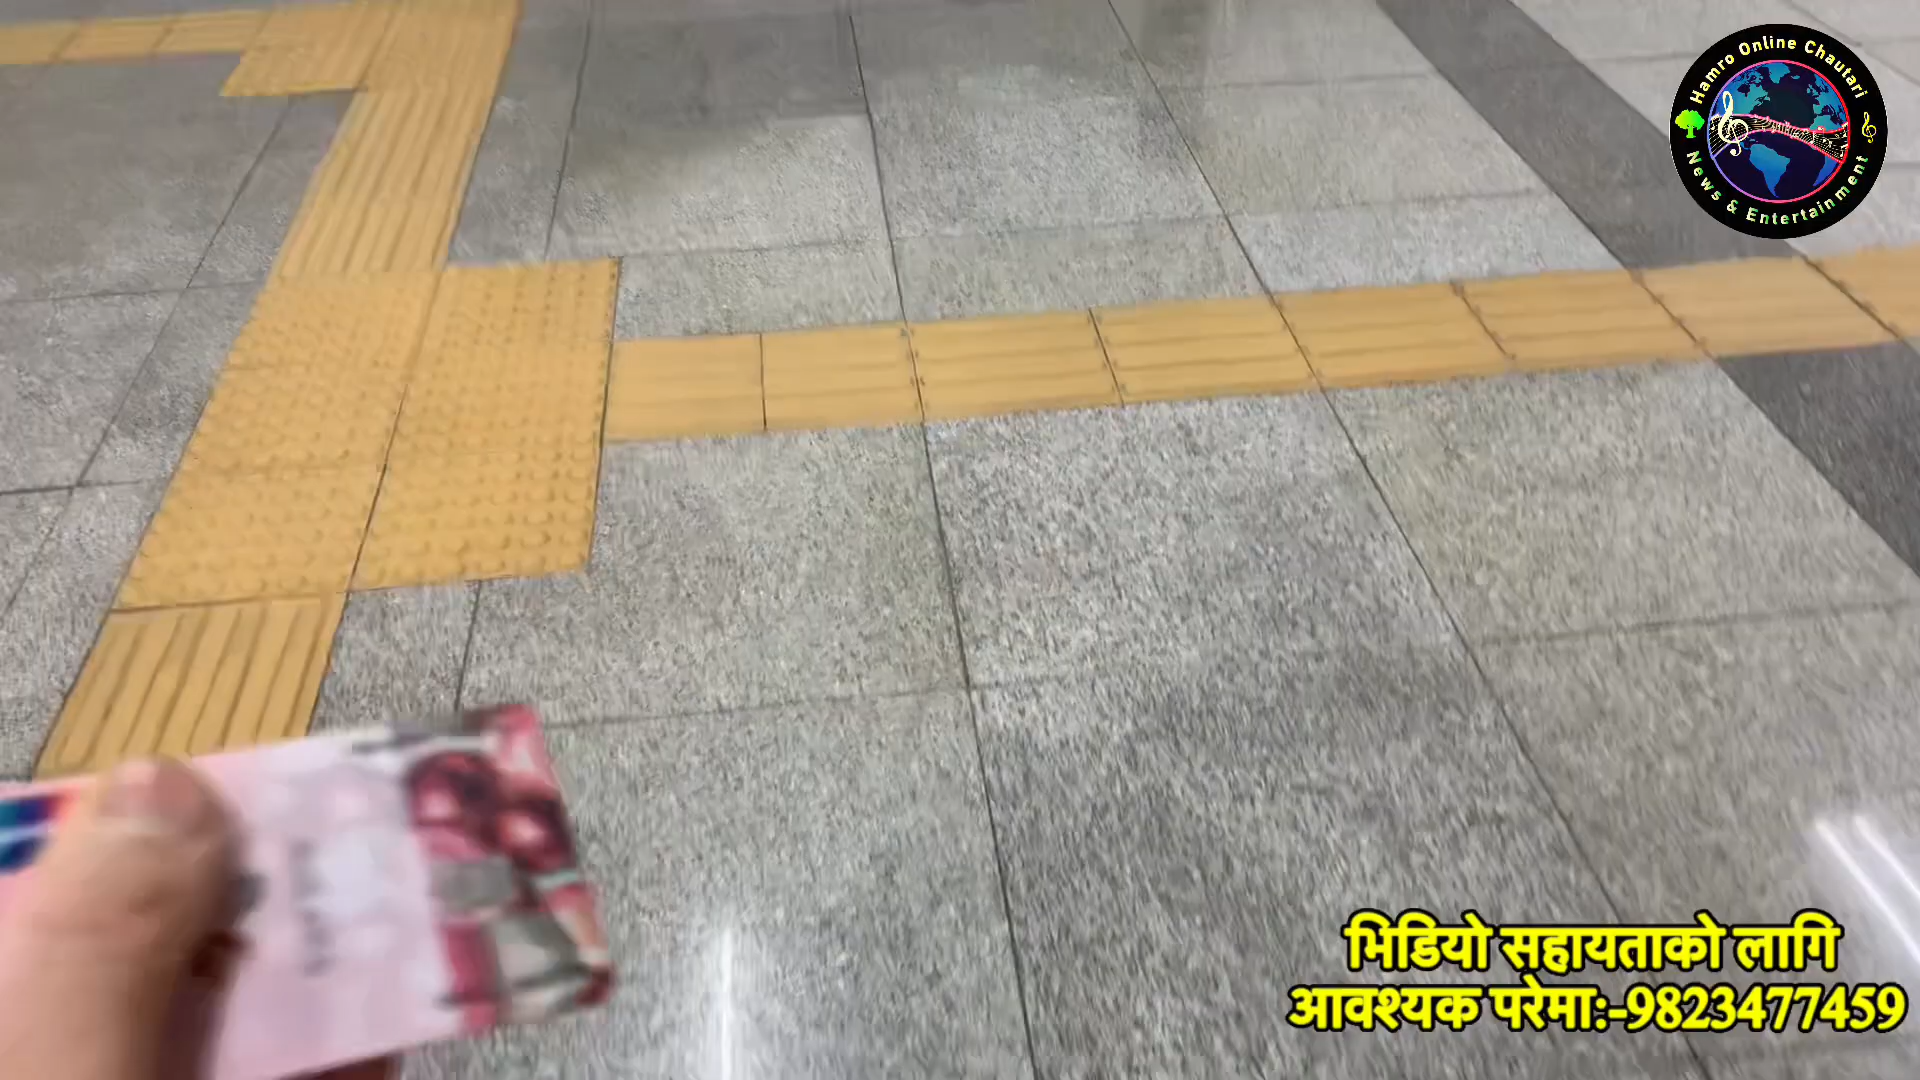 Hamro Online Chautari
News & Entertainment
भिडियो सहायताको लागि
आवश्यक परेमा:-9823477459